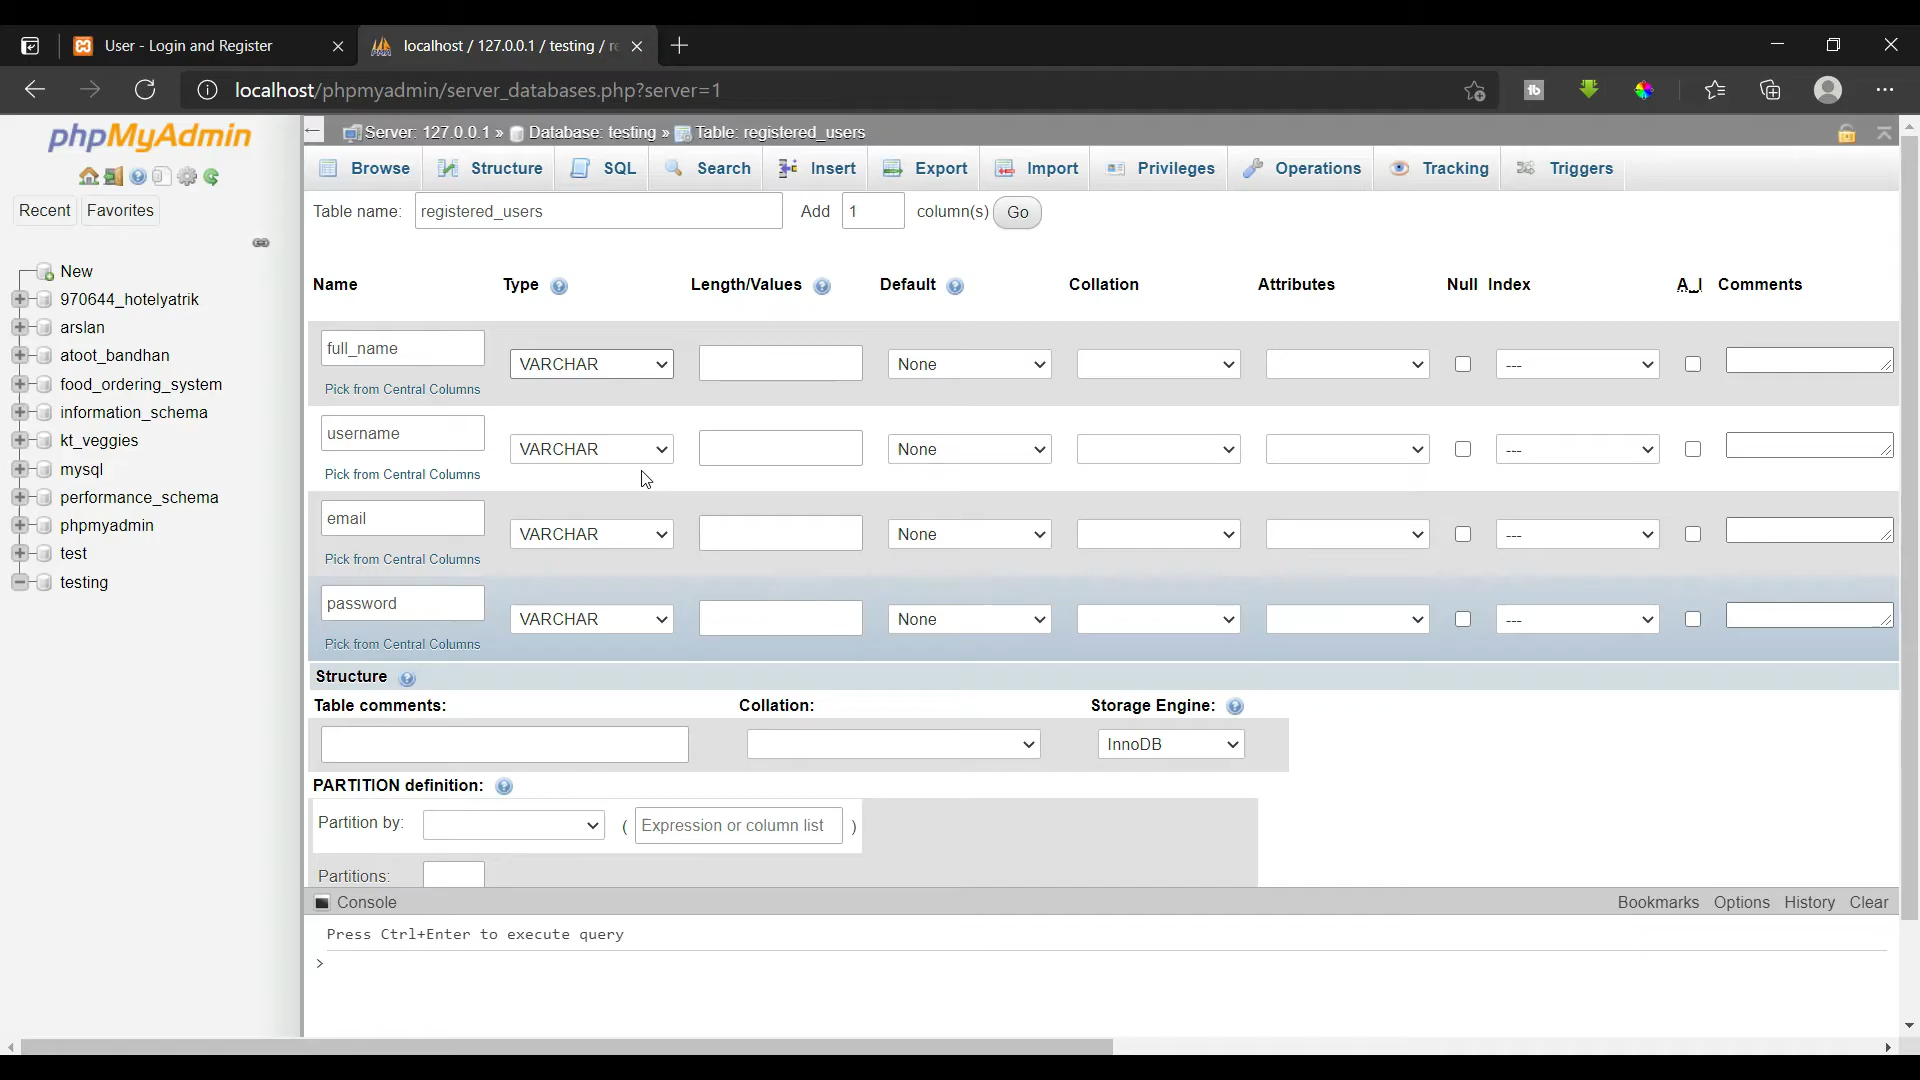 User - Login and Register
localhost / 127.0.0.1 / testing / re
localhost/phpmyadmin/server_databases.php?server=1
phpMyAdmin
Recent Favorites
New
970644_hotelyatrik
arslan
atoot_bandhan
food_ordering_system
information_schema
kt_veggies
mysql
performance_schema
phpmyadmin
test
testing
Server: 127.0.0.1 » Database: testing » Table: registered_users
Browse Structure SQL Search Insert Export Import Privileges Operations Tracking Triggers
Table name: registered_users Add 1 column(s) Go
Name Type Length/Values Default Collation Attributes Null Index A_I Comments
full_name VARCHAR None ---
Pick from Central Columns
username VARCHAR None ---
Pick from Central Columns
email VARCHAR None ---
Pick from Central Columns
password VARCHAR None ---
Pick from Central Columns
Structure
Table comments: Collation: Storage Engine:
InnoDB
PARTITION definition:
Partition by: ( Expression or column list )
Partitions:
Console Bookmarks Options History Clear
Press Ctrl+Enter to execute query
>